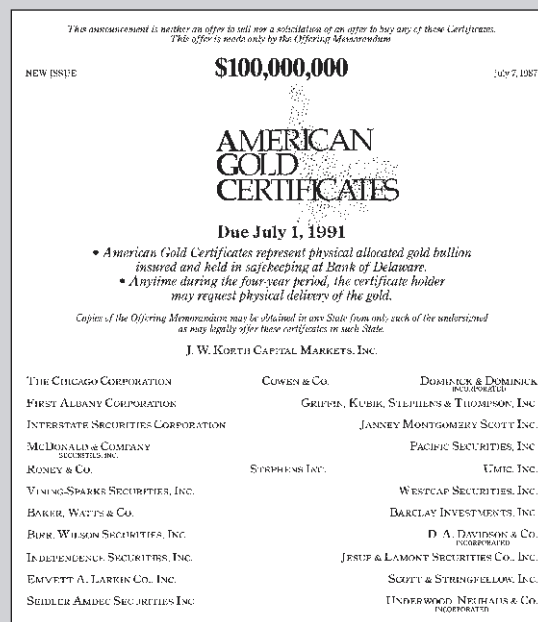 This announcement is neither an offer to sell nor a solicitation of an offer to buy any of these Certificates.
This offer is made only by the Offering Memorandum
NEW ISSUE $100,000,000 July 7, 1987
AMERICAN
GOLD
CERTIFICATES
Due July 1, 1991
• American Gold Certificates represent physical allocated gold bullion
insured and held in safekeeping at Bank of Delaware.
• Anytime during the four-year period, the certificate holder
may request physical delivery of the gold.
Copies of the Offering Memorandum may be obtained in any State from only such of the undersigned
as may legally offer these certificates in such State.
J. W. KORTH CAPITAL MARKETS, INC.
THE CHICAGO CORPORATION COWEN & CO. DOMINICK & DOMINICK
INCORPORATED
FIRST ALBANY CORPORATION GRIFFIN, KUBIK, STEPHENS & THOMPSON, INC
INTERSTATE SECURITIES CORPORATION JANNEY MONTGOMERY SCOTT INC.
MCDONALD & COMPANY PACIFIC SECURITIES, INC
SECURITIES, INC.
RONEY & CO. STEPHENS INC. UMIC, INC.
VINING-SPARKS SECURITIES, INC. WESTCAP SECURITIES, INC.
BAKER, WATTS & CO. BARCLAY INVESTMENTS, INC.
BIRR, WILSON SECURITIES, INC D. A. DAVIDSON & CO.
INCORPORATED
INDEPENDENCE SECURITIES, INC. JESUP & LAMONT SECURITIES CO., INC.
EMMETT A. LARKIN CO., INC. SCOTT & STRINGFELLOW, INC.
SEIDLER AMDEC SECURITIES INC UNDERWOOD, NEUHAUS & CO.
INCORPORATED